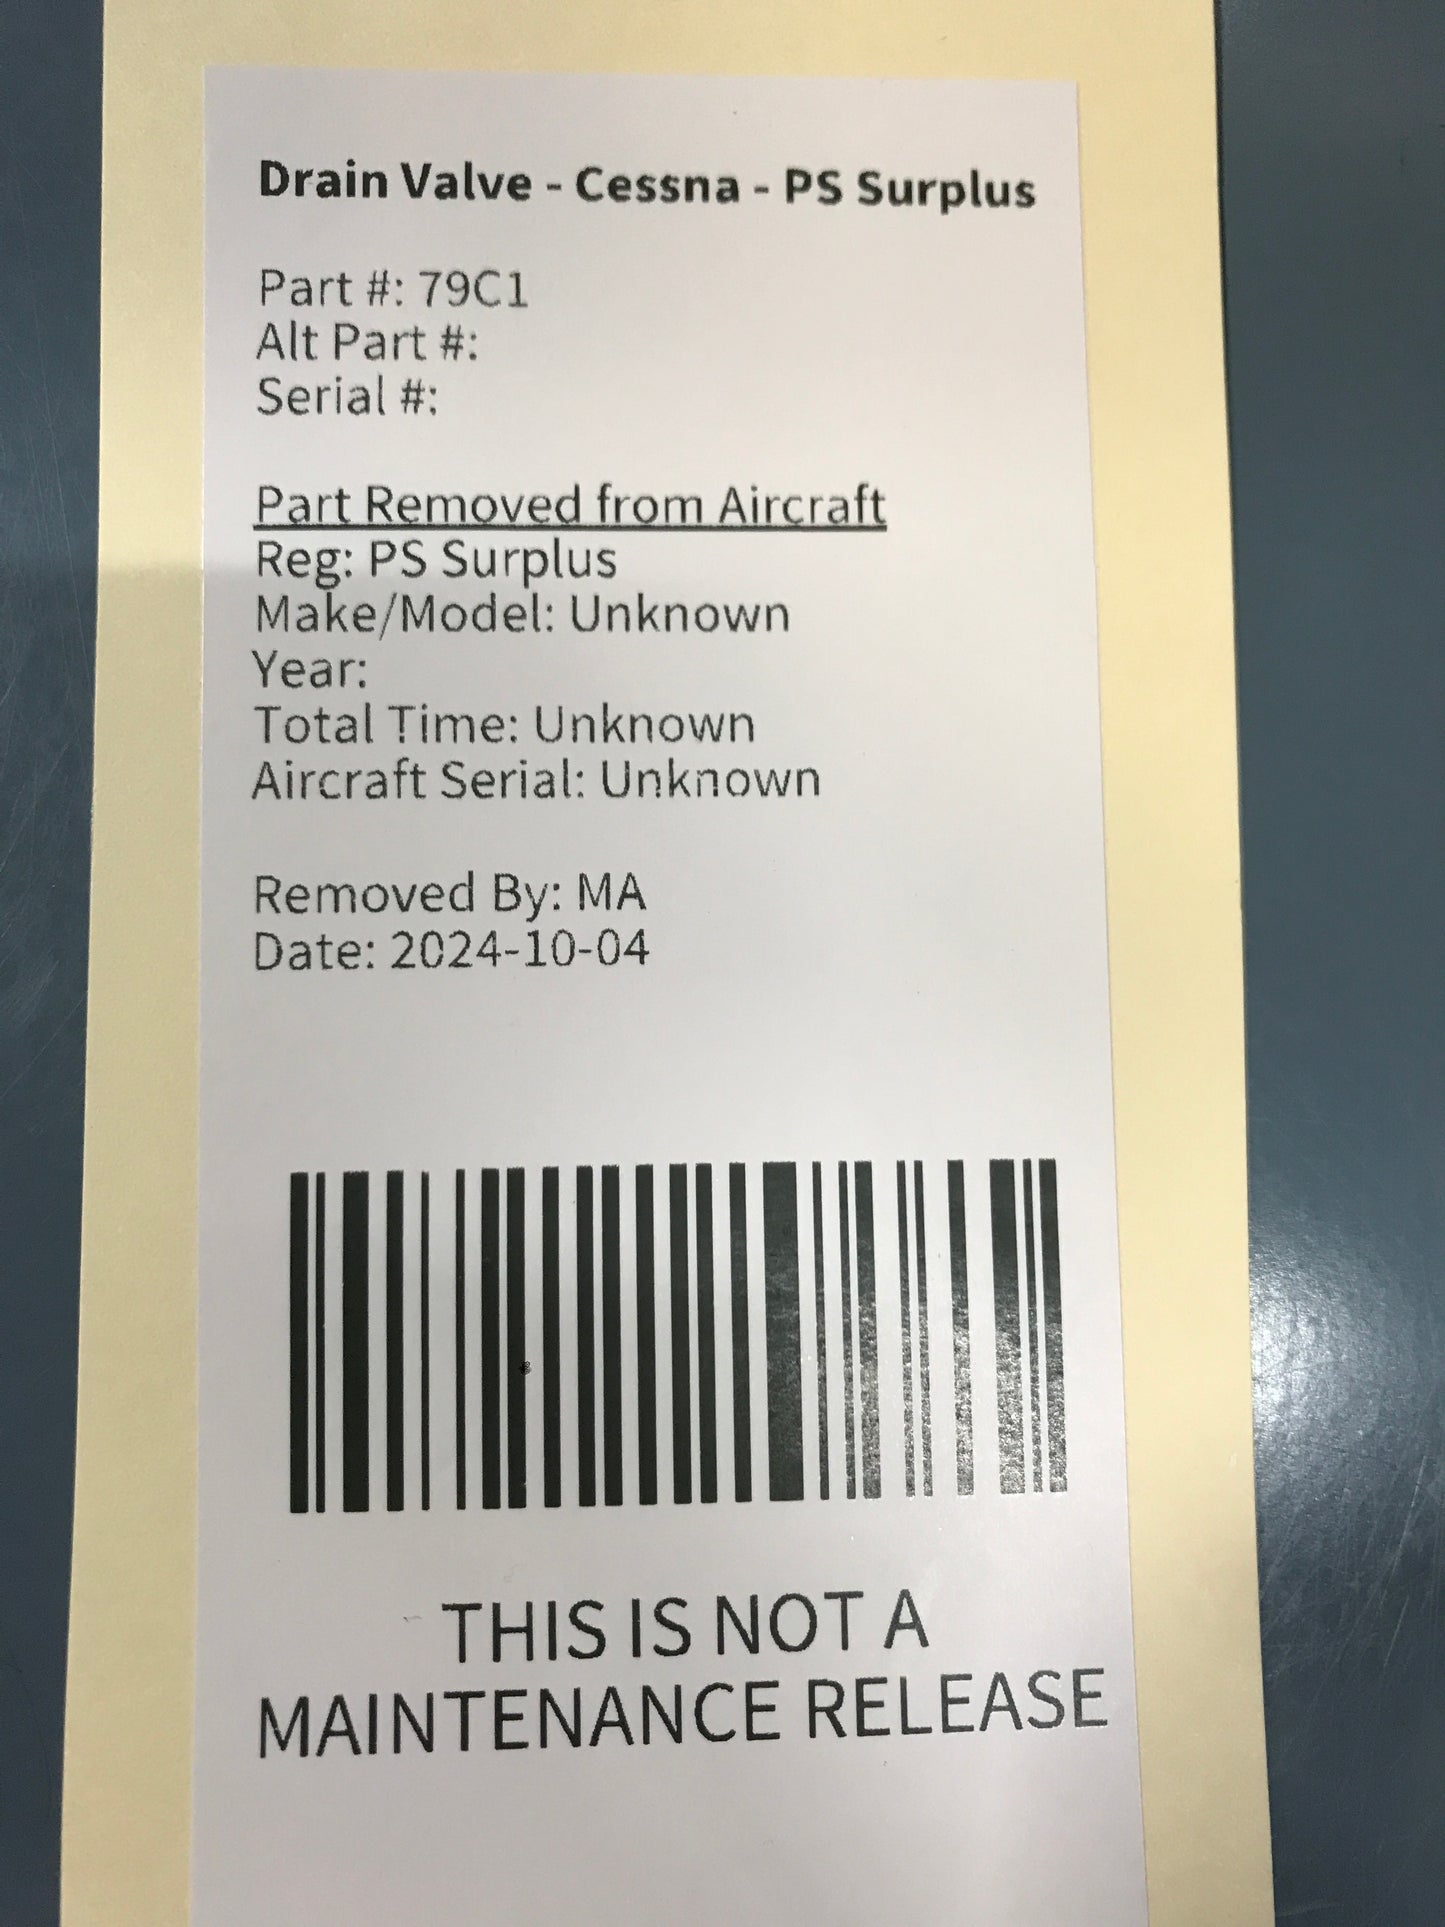 Drain Valve - Cessna - PS Surplus
Part #: 79C1
Alt Part #:
Serial #:
Part Removed from Aircraft
Reg: PS Surplus
Make/Model: Unknown
Year:
Total Time: Unknown
Aircraft Serial: Unknown
Removed By: MA
Date: 2024-10-04
THIS IS NOT A
MAINTENANCE RELEASE